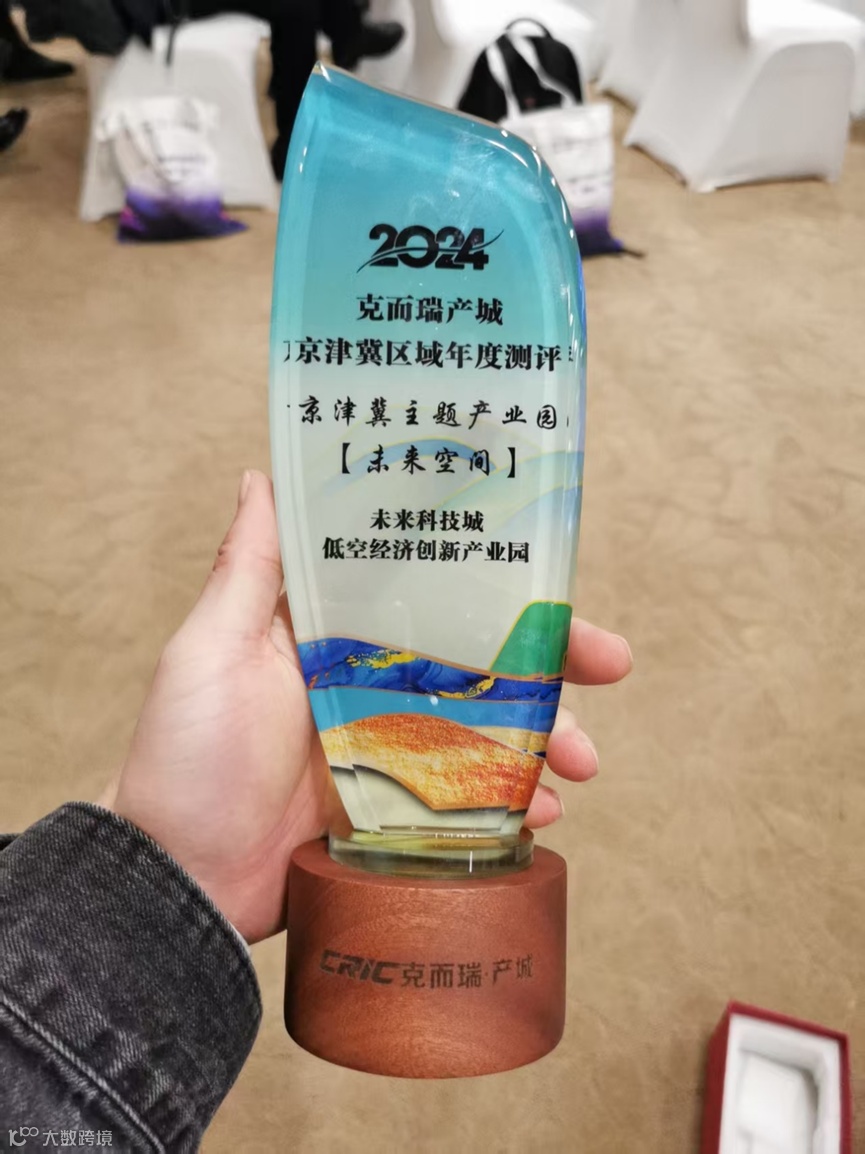 2024
克而瑞产城
京津冀区域年度测评
京津冀主题产业园
【未来空间】
未来科技城
低空经济创新产业园
CRIC克而瑞·产城
大数跨境